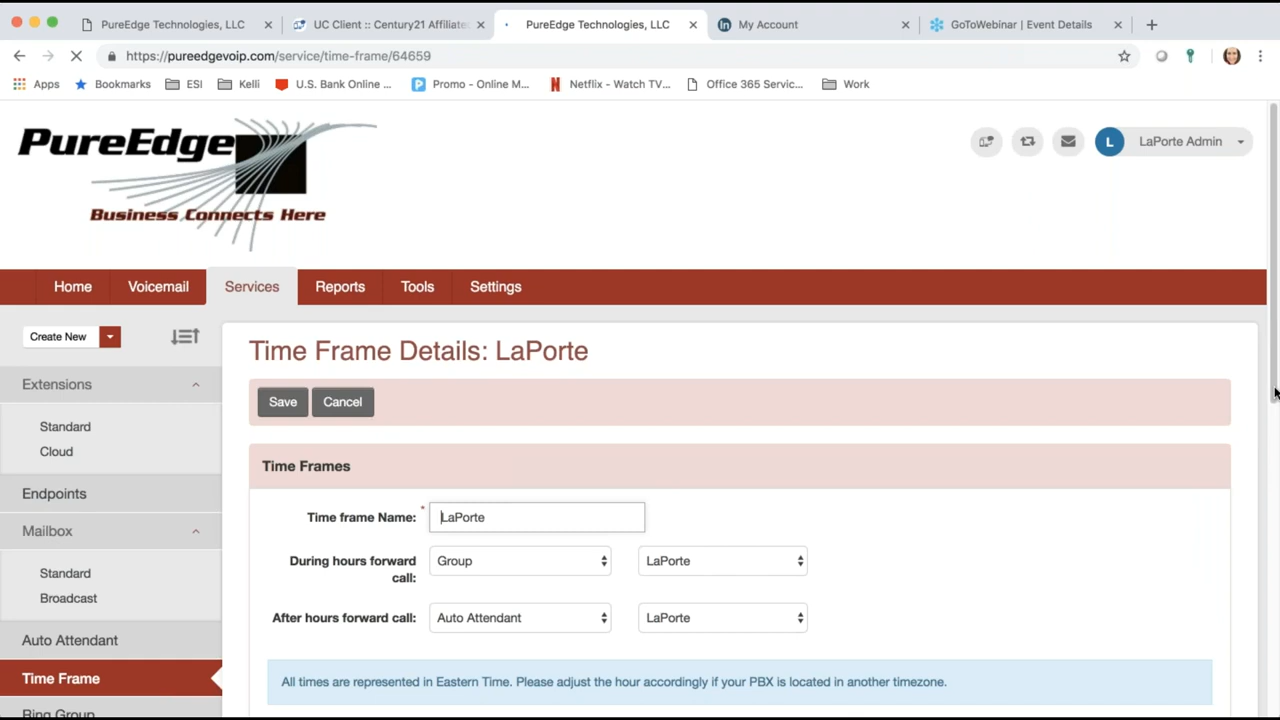 PureEdge Technologies, LLC
UC Client :: Century21 Affiliate
PureEdge Technologies, LLC
My Account
GoToWebinar | Event Details
https://pureedgevoip.com/service/time-frame/64659
Apps
Bookmarks
ESI
Kelli
U.S. Bank Online ...
Promo - Online M...
Netflix - Watch TV...
Office 365 Servic...
Work
PureEdge
Business Connects Here
L
LaPorte Admin
Home
Voicemail
Services
Reports
Tools
Settings
Create New
Time Frame Details: LaPorte
Extensions
Save
Cancel
Standard
Cloud
Time Frames
Endpoints
Time frame Name: *
LaPorte
Mailbox
During hours forward
call:
Group
LaPorte
Standard
Broadcast
After hours forward call:
Auto Attendant
LaPorte
Auto Attendant
Time Frame
All times are represented in Eastern Time. Please adjust the hour accordingly if your PBX is located in another timezone.
Ring Group